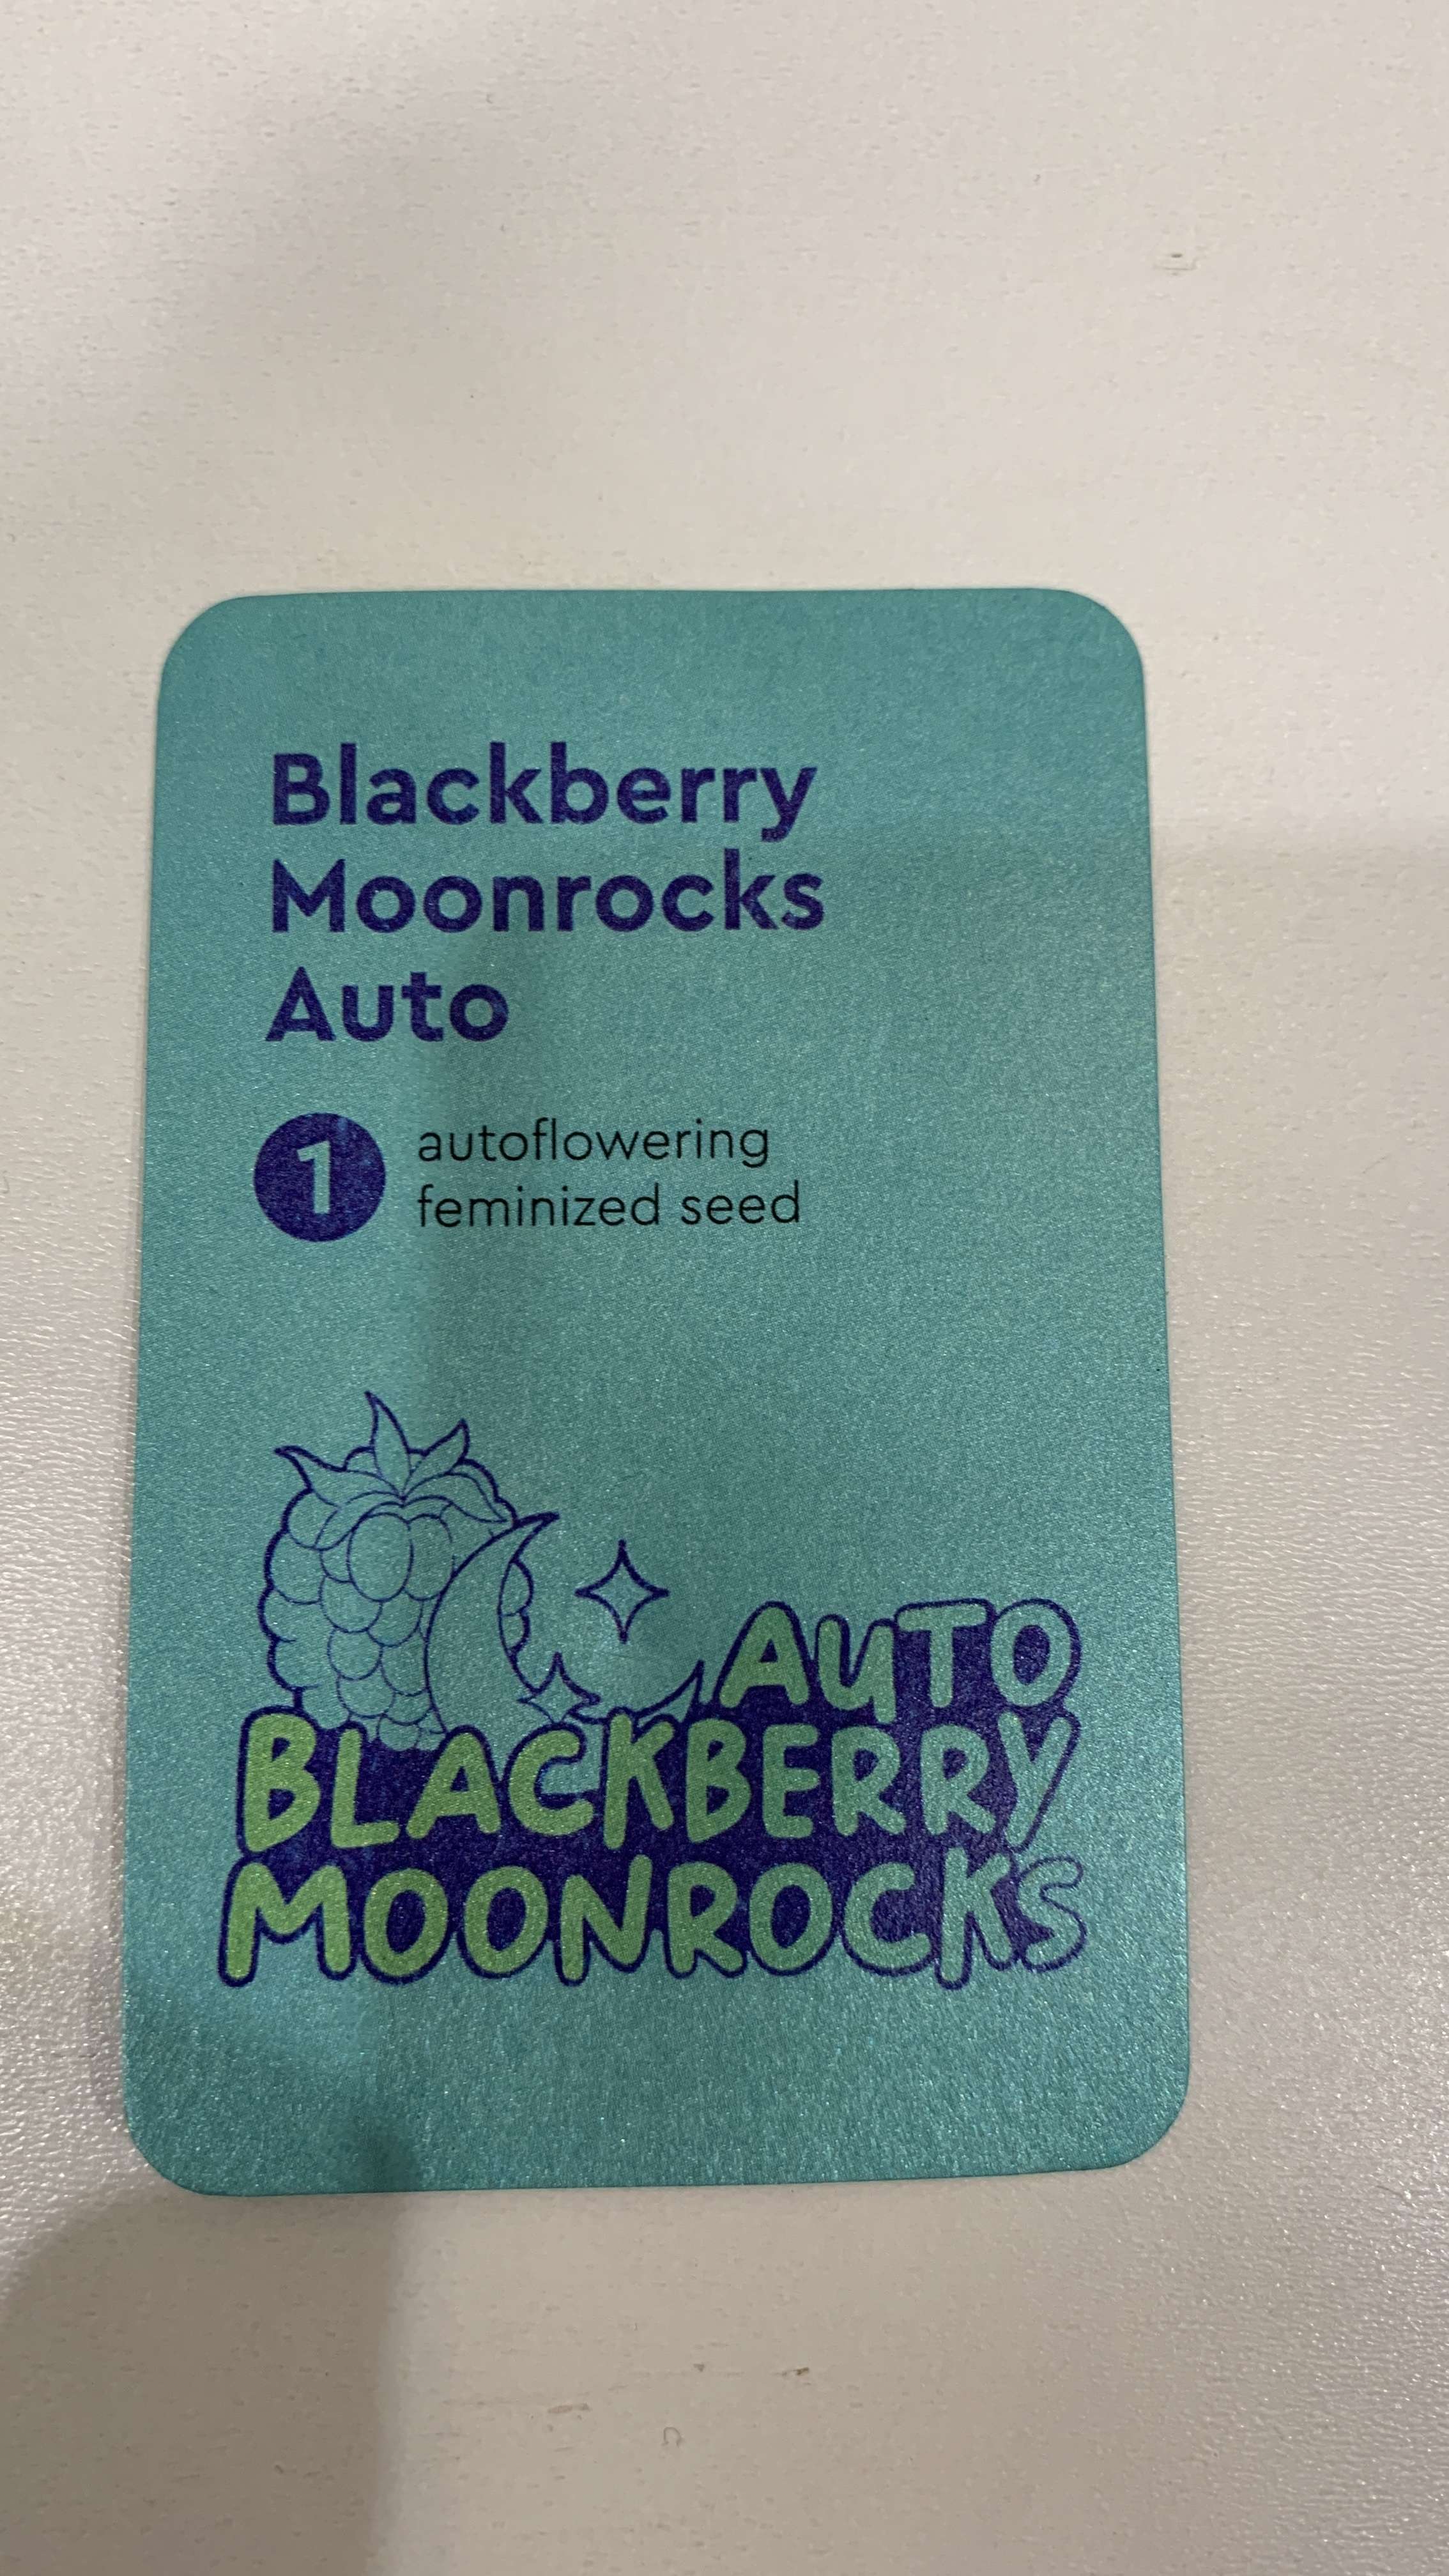 Blackberry
Moonrocks
Auto
1
autoflowering
feminized seed
AUTO
BLACKBERRY
MOONROCKS